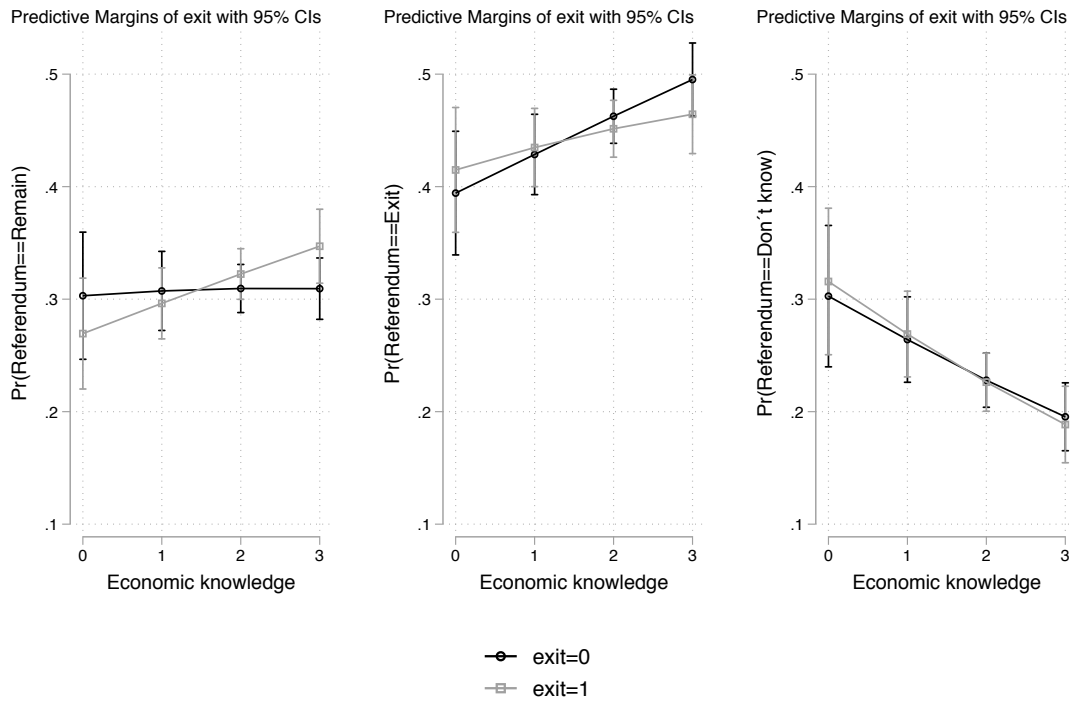 Predictive Margins of exit with 95% CIs
Pr(Referendum==Remain)
.5
.4
.3
.2
.1
0 1 2 3
Economic knowledge
Predictive Margins of exit with 95% CIs
Pr(Referendum==Exit)
.5
.4
.3
.2
.1
0 1 2 3
Economic knowledge
Predictive Margins of exit with 95% CIs
Pr(Referendum==Don´t know)
.5
.4
.3
.2
.1
0 1 2 3
Economic knowledge
exit=0
exit=1